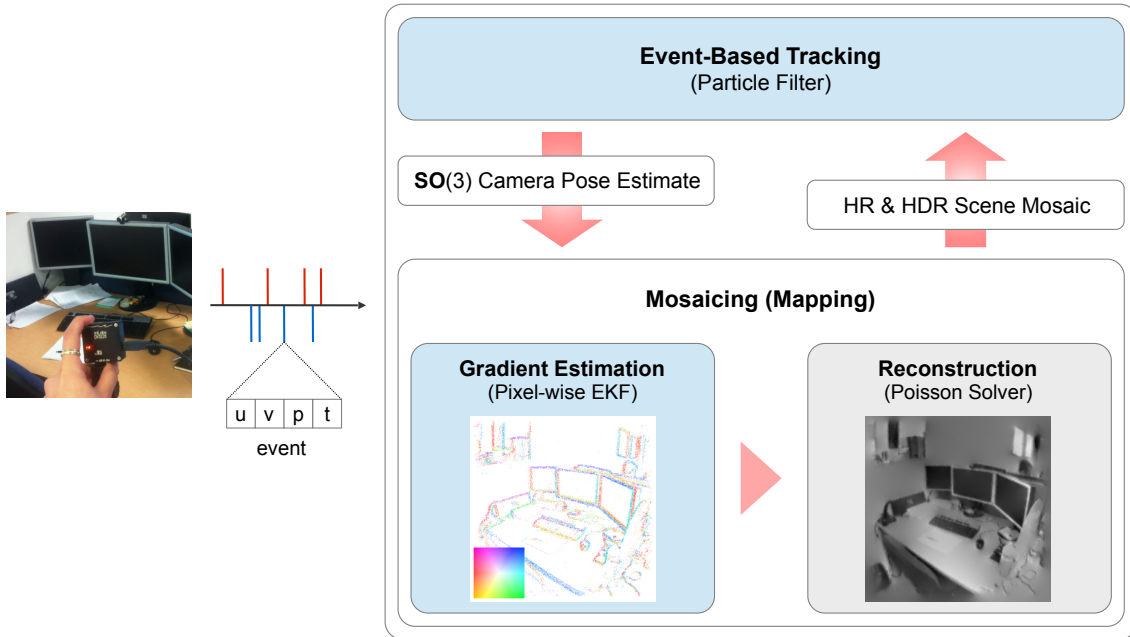 Event-Based Tracking
(Particle Filter)
SO(3) Camera Pose Estimate
HR & HDR Scene Mosaic
Mosaicing (Mapping)
Gradient Estimation
(Pixel-wise EKF)
Reconstruction
(Poisson Solver)
u v p t
event